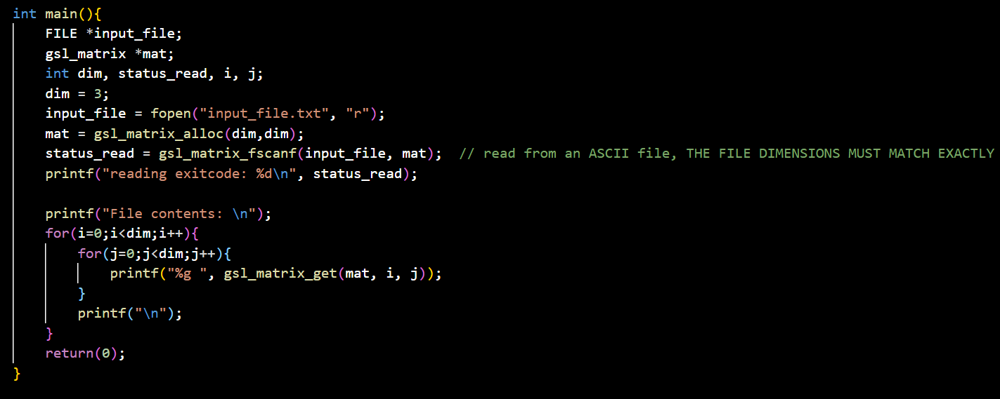 int main(){
    FILE *input_file;
    gsl_matrix *mat;
    int dim, status_read, i, j;
    dim = 3;
    input_file = fopen("input_file.txt", "r");
    mat = gsl_matrix_alloc(dim,dim);
    status_read = gsl_matrix_fscanf(input_file, mat);  // read from an ASCII file, THE FILE DIMENSIONS MUST MATCH EXACTLY
    printf("reading exitcode: %d\n", status_read);

    printf("File contents: \n");
    for(i=0;i<dim;i++){
        for(j=0;j<dim;j++){
            printf("%g ", gsl_matrix_get(mat, i, j));
        }
        printf("\n");
    }
    return(0);
}